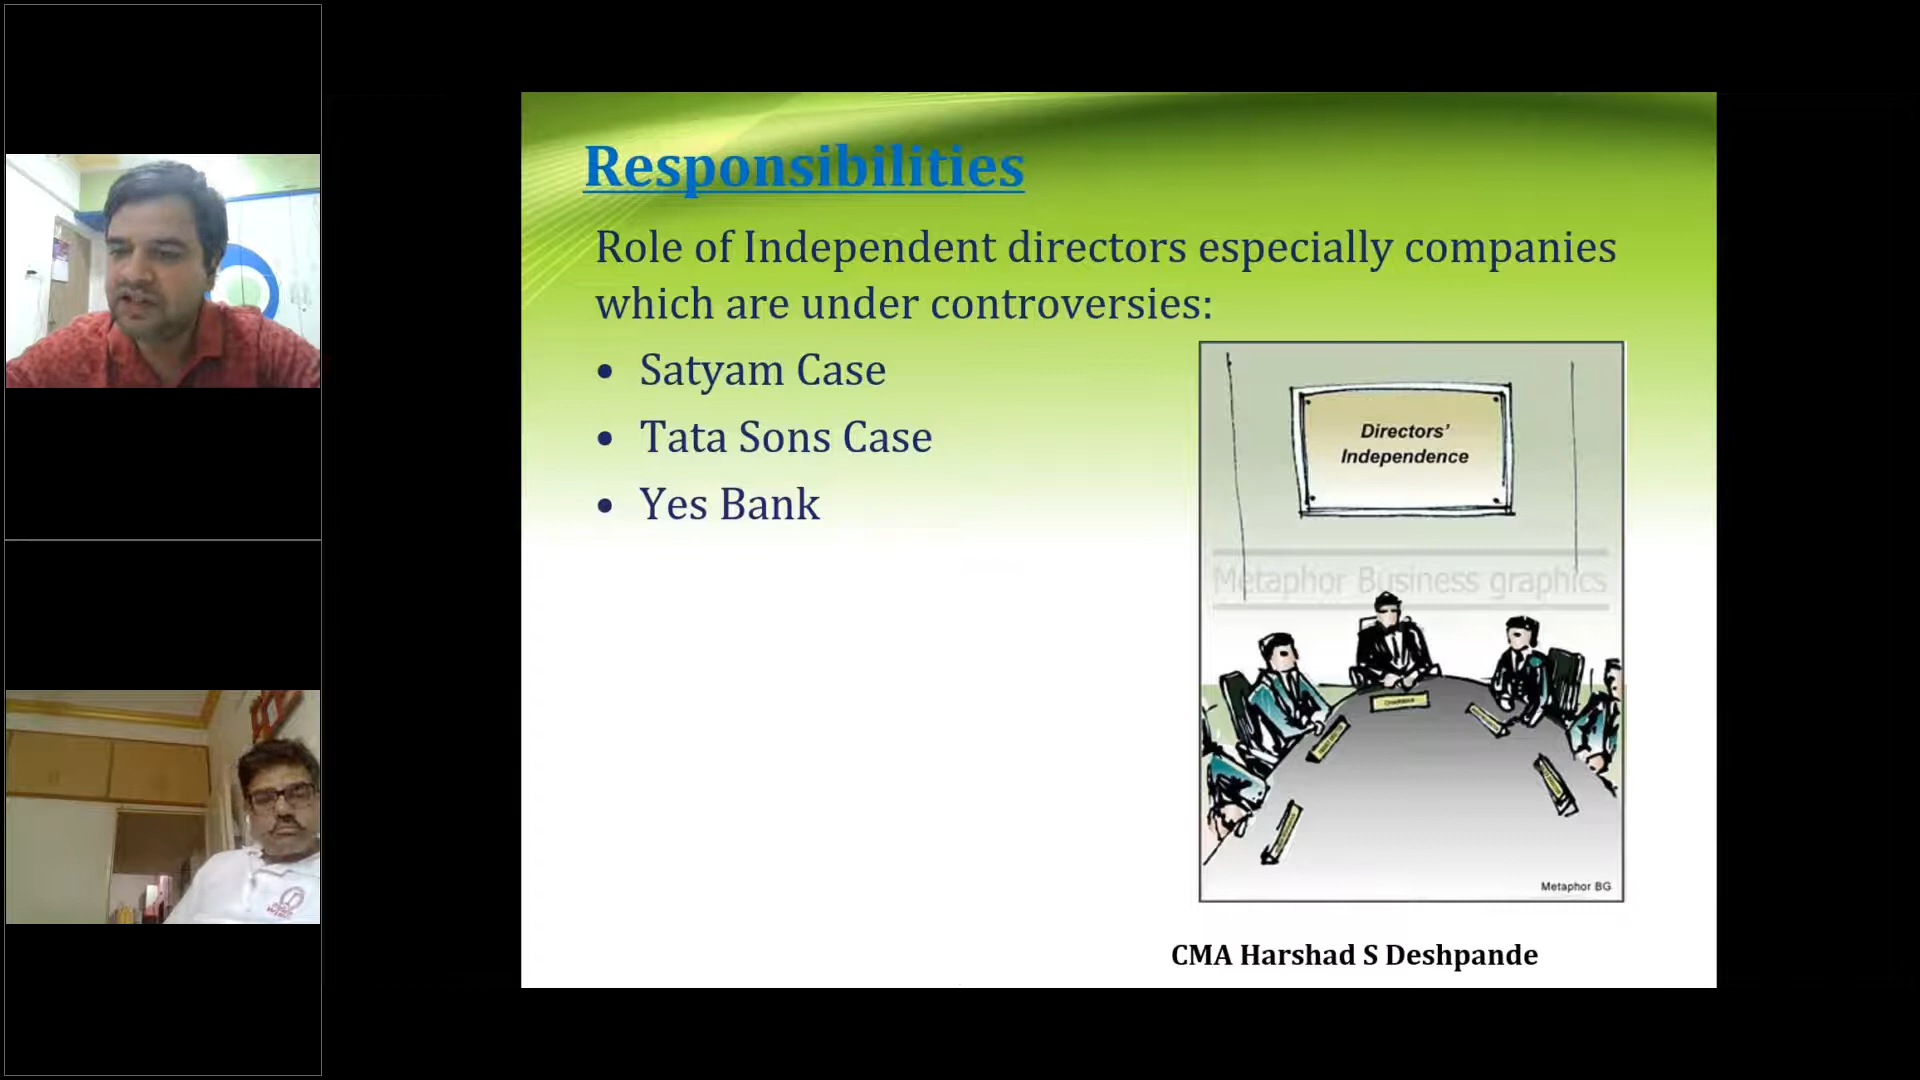 Responsibilities
Role of Independent directors especially companies
which are under controversies:
• Satyam Case
• Tata Sons Case
• Yes Bank
Directors'
Independence
Metaphor Business graphics
CHAIRMAN
Metaphor BG
CMA Harshad S Deshpande